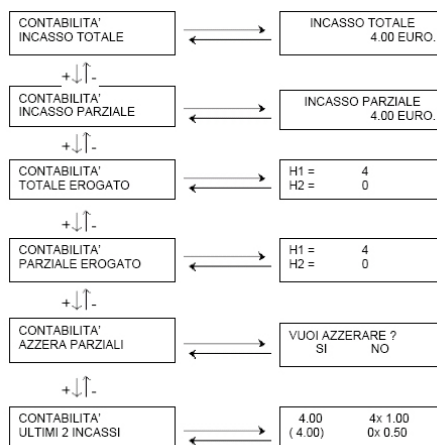 CONTABILITA'
INCASSO TOTALE
INCASSO TOTALE
4.00 EURO.
+ -
CONTABILITA'
INCASSO PARZIALE
INCASSO PARZIALE
4.00 EURO.
+ -
CONTABILITA'
TOTALE EROGATO
H1 = 4
H2 = 0
+ -
CONTABILITA'
PARZIALE EROGATO
H1 = 4
H2 = 0
+ -
CONTABILITA'
AZZERA PARZIALI
VUOI AZZERARE ?
SI NO
+ -
CONTABILITA'
ULTIMI 2 INCASSI
4.00 4x 1.00
( 4.00) 0x 0.50